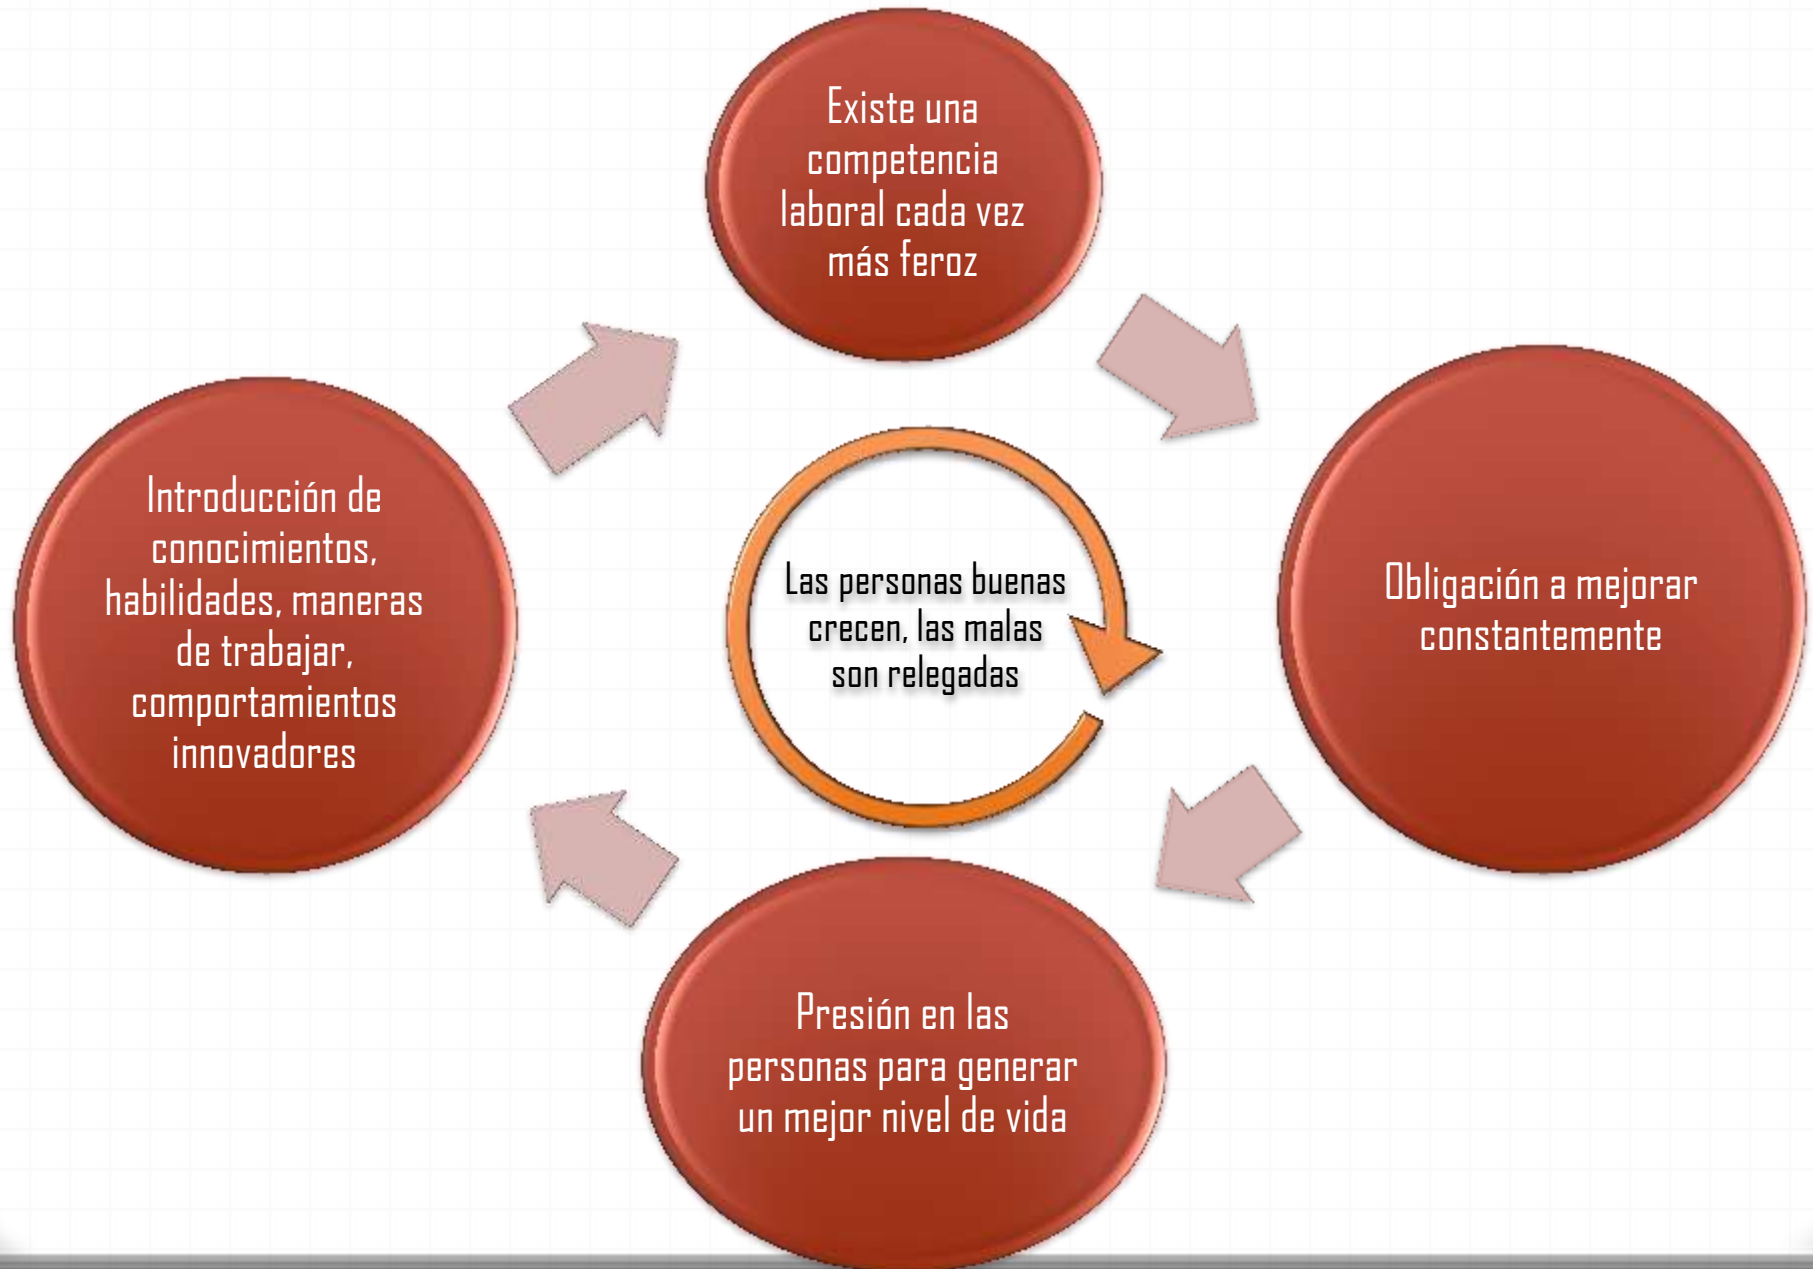 Existe una
competencia
laboral cada vez
más feroz
Obligación a mejorar
constantemente
Presión en las
personas para generar
un mejor nivel de vida
Introducción de
conocimientos,
habilidades, maneras
de trabajar,
comportamientos
innovadores
Las personas buenas
crecen, las malas
son relegadas